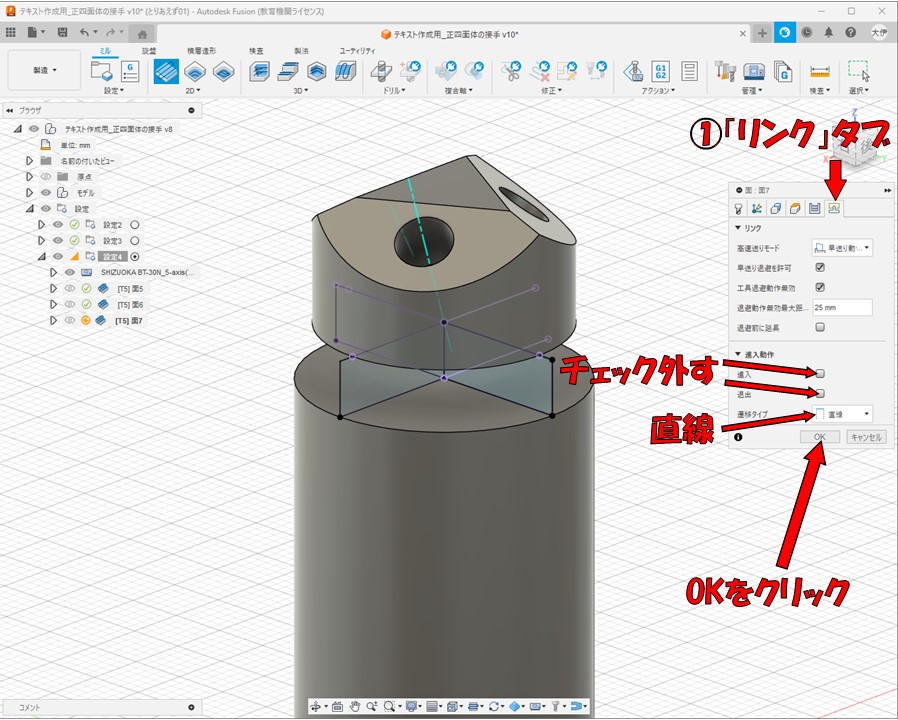 テキスト作成用_正四面体の接手 v10* (とりあえず01) - Autodesk Fusion (教育機関ライセンス)
テキスト作成用_正四面体の接手 v10*
大伊
ミル 旋盤 積層造形 検査 製法 ユーティリティ
製造
G1
G2
設定 2D 3D ドリル 複合軸 修正 アクション 管理 検査 選択
ブラウザ
テキスト作成用_正四面体の接手 v8
単位: mm
名前の付いたビュー
原点
モデル
設定
設定2
設定3
設定4
SHIZUOKA BT-30N_5-axis(...
[T5] 面5
[T5] 面6
[T5] 面7
①「リンク」タブ
Z
後
X
Y
面 : 面7
リンク
高速送りモード 早送り動...
早送り退避を許可
工具退避動作無効
退避動作無効最大距... 25 mm
退避前に延長
進入動作
進入
退出
遷移タイプ 直線
チェック外す
直線
OK キャンセル
OKをクリック
コメント